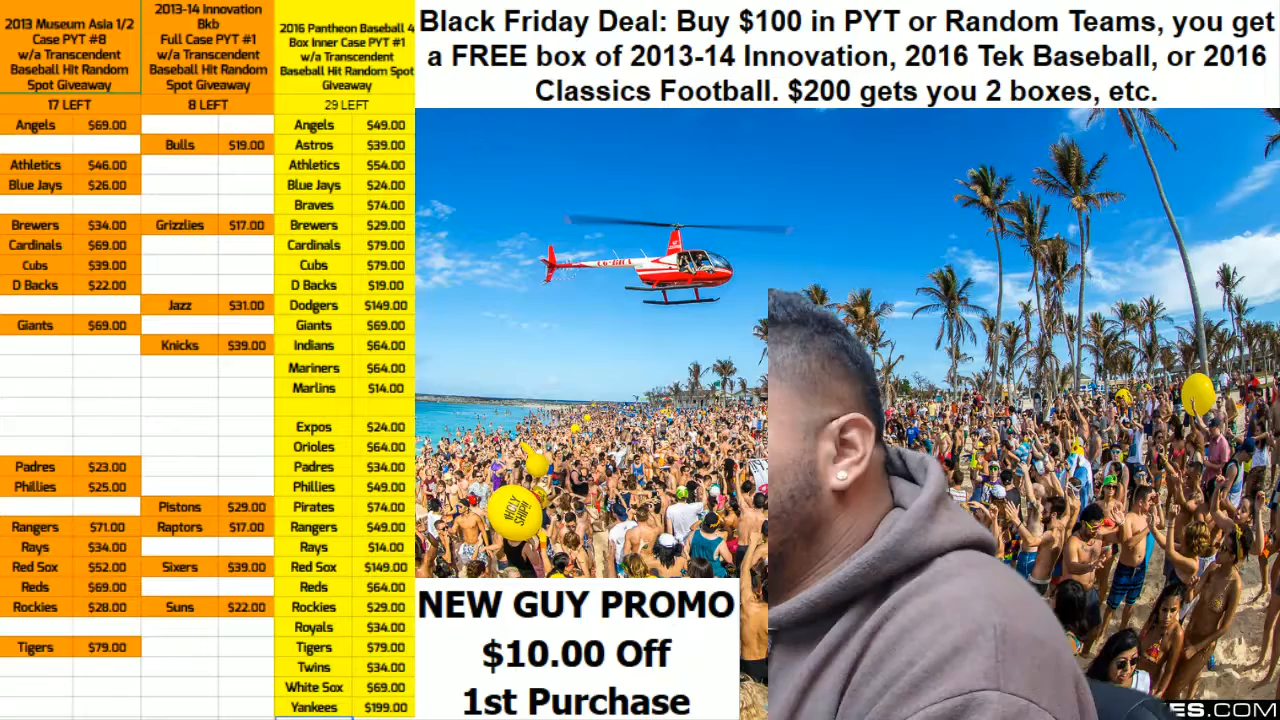 2013 Museum Asia 1/2
Case PYT #8
w/a Transcendent
Baseball Hit Random
Spot Giveaway
17 LEFT
Angels $69.00
Athletics $46.00
Blue Jays $26.00
Brewers $34.00
Cardinals $69.00
Cubs $39.00
D Backs $22.00
Giants $69.00
Padres $23.00
Phillies $25.00
Rangers $71.00
Rays $34.00
Red Sox $52.00
Reds $69.00
Rockies $28.00
Tigers $79.00
2013-14 Innovation
Bkb
Full Case PYT #1
w/a Transcendent
Baseball Hit Random
Spot Giveaway
8 LEFT
Bulls $19.00
Grizzlies $17.00
Jazz $31.00
Knicks $39.00
Pistons $29.00
Raptors $17.00
Sixers $39.00
Suns $22.00
2016 Pantheon Baseball 4
Box Inner Case PYT #1
w/a Transcendent
Baseball Hit Random Spot
Giveaway
29 LEFT
Angels $49.00
Astros $39.00
Athletics $54.00
Blue Jays $24.00
Braves $74.00
Brewers $29.00
Cardinals $79.00
Cubs $79.00
D Backs $19.00
Dodgers $149.00
Giants $69.00
Indians $64.00
Mariners $64.00
Marlins $14.00
Expos $24.00
Orioles $64.00
Padres $34.00
Phillies $49.00
Pirates $74.00
Rangers $49.00
Rays $14.00
Red Sox $149.00
Reds $64.00
Rockies $29.00
Royals $34.00
Tigers $79.00
Twins $34.00
White Sox $69.00
Yankees $199.00
Black Friday Deal: Buy $100 in PYT or Random Teams, you get
a FREE box of 2013-14 Innovation, 2016 Tek Baseball, or 2016
Classics Football. $200 gets you 2 boxes, etc.
#HOLY
SHIP!
NEW GUY PROMO
$10.00 Off
1st Purchase
ES.COM